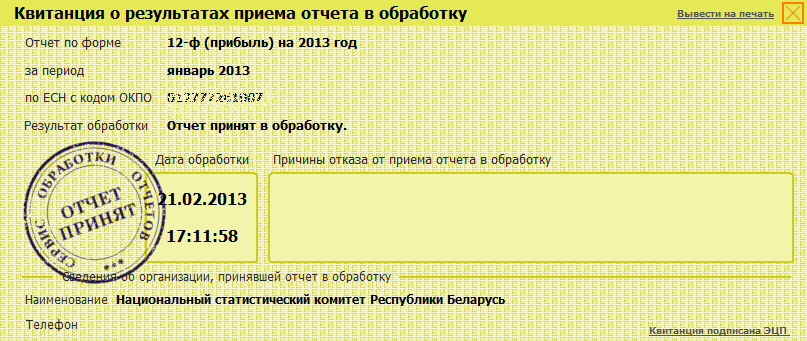 Квитанция о результатах приема отчета в обработку
Вывести на печать
Отчет по форме 12-ф (прибыль) на 2013 год
за период январь 2013
по ЕСН с кодом ОКПО
Результат обработки Отчет принят в обработку.
Дата обработки Причины отказа от приема отчета в обработку
СЕРВИС ОБРАБОТКИ ОТЧЕТОВ
ОТЧЕТ
ПРИНЯТ
21.02.2013
17:11:58
Сведения об организации, принявшей отчет в обработку
Наименование Национальный статистический комитет Республики Беларусь
Телефон
Квитанция подписана ЭЦП